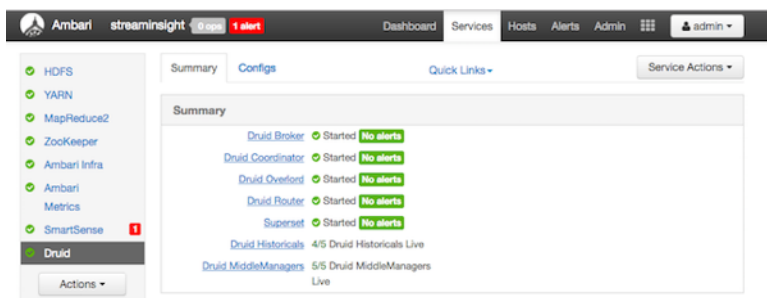 Ambari streaminsight 0 ops 1 alert Dashboard Services Hosts Alerts Admin admin
HDFS
YARN
MapReduce2
ZooKeeper
Ambari Infra
Ambari
Metrics
SmartSense 1
Druid
Actions
Summary Configs Quick Links Service Actions
Summary
Druid Broker Started No alerts
Druid Coordinator Started No alerts
Druid Overlord Started No alerts
Druid Router Started No alerts
Superset Started No alerts
Druid Historicals 4/5 Druid Historicals Live
Druid MiddleManagers 5/5 Druid MiddleManagers
Live